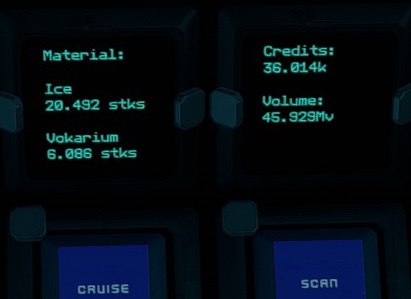 Material:
Ice
20.492 stks
Vokarium
6.086 stks
Credits:
36.014k
Volume:
45.929Mv
CRUISE
SCAN